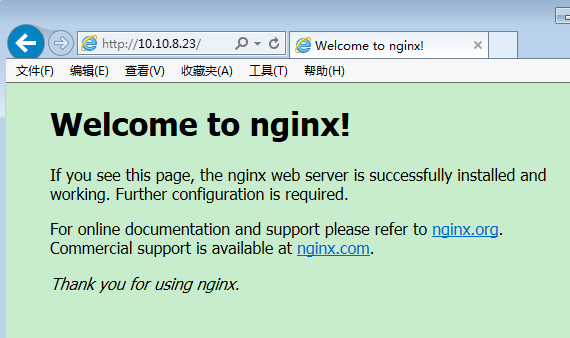 http://10.10.8.23/
Welcome to nginx!
文件(F) 编辑(E) 查看(V) 收藏夹(A) 工具(T) 帮助(H)
Welcome to nginx!
If you see this page, the nginx web server is successfully installed and
working. Further configuration is required.
For online documentation and support please refer to nginx.org.
Commercial support is available at nginx.com.
Thank you for using nginx.